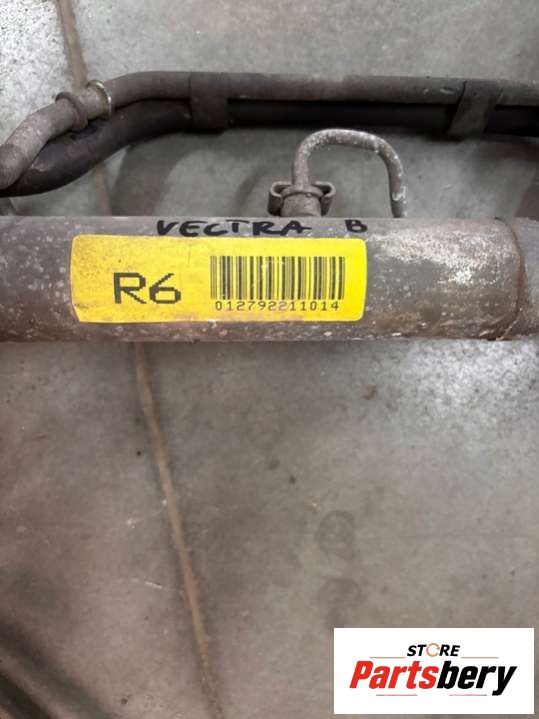 VECTRA B
R6
012792211014
STORE
Partsbery